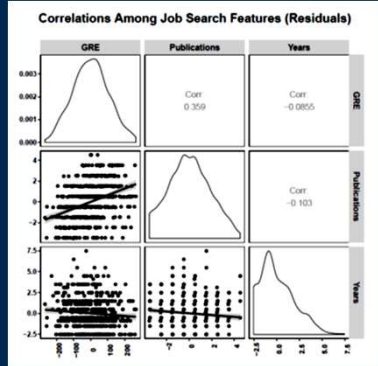 Correlations Among Job Search Features (Residuals)
GRE Publications Years
0.003
0.002
0.001
0.000
Corr
0.359
Corr
-0.0855
GRE
4
2
0
-2
Corr
-0.103
Publications
7.5
5.0
2.5
0.0
-2.5
Years
-200 -100 0 100 200
-2 0 2 4
-2.5 0.0 2.5 5.0 7.5